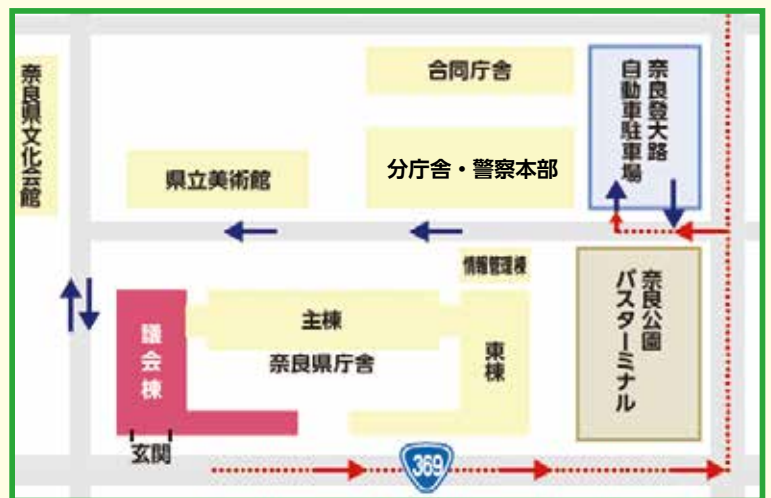 奈良県文化会館
合同庁舎
奈良登大路
自動車駐車場
県立美術館
分庁舎・警察本部
情報管理棟
主棟
奈良県庁舎
議会棟
東棟
奈良公園
バスターミナル
玄関
369